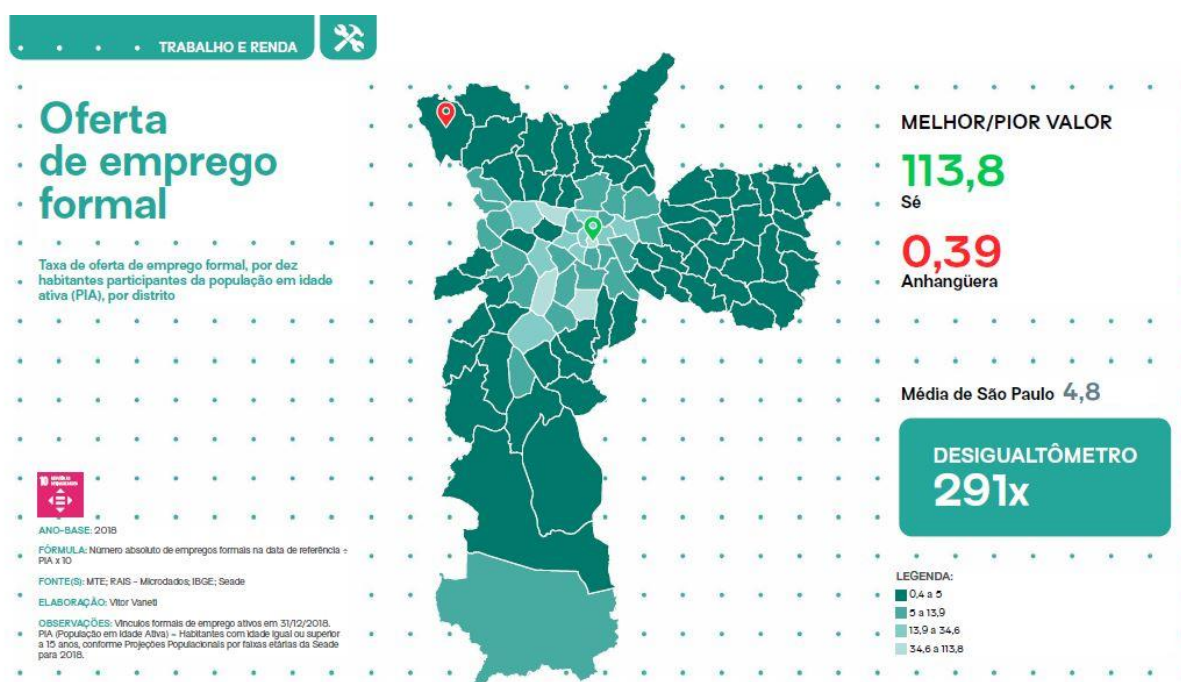 TRABALHO E RENDA
Oferta
de emprego
formal
Taxa de oferta de emprego formal, por dez
habitantes participantes da população em idade
ativa (PIA), por distrito
10
ANO-BASE: 2018
FÓRMULA: Número absoluto de empregos formais na data de referência ÷
PIA x 10
FONTE(S): MTE; RAIS – Microdados; IBGE; Seade
ELABORAÇÃO: Vitor Vaneti
OBSERVAÇÕES: Vínculos formais de emprego ativos em 31/12/2018.
PIA (População em Idade Ativa) – Habitantes com idade igual ou superior
a 15 anos, conforme Projeções Populacionais por faixas etárias da Seade
para 2018.
MELHOR/PIOR VALOR
113,8
Sé
0,39
Anhangüera
Média de São Paulo 4,8
DESIGUALTÔMETRO
291x
LEGENDA:
0,4 a 5
5 a 13,9
13,9 a 34,6
34,6 a 113,8